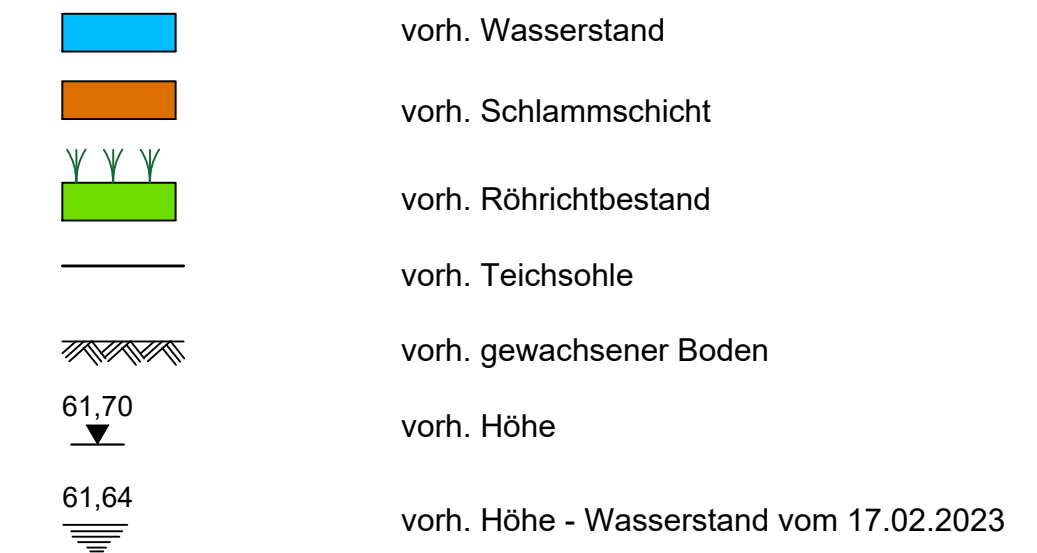 vorh. Wasserstand
vorh. Schlammschicht
vorh. Röhrichtbestand
vorh. Teichsohle
vorh. gewachsener Boden
61,70
vorh. Höhe
61,64
vorh. Höhe - Wasserstand vom 17.02.2023